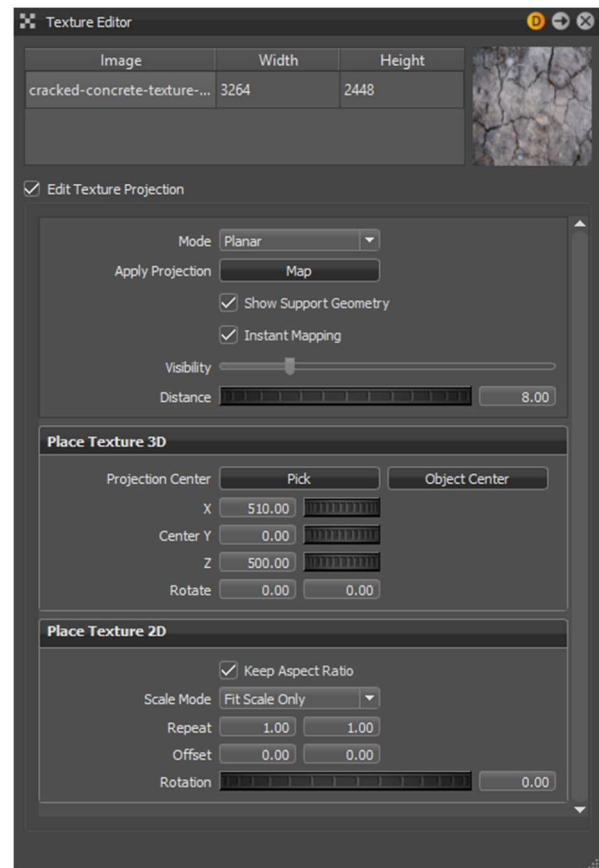 Texture Editor D
Image Width Height
cracked-concrete-texture-... 3264 2448
Edit Texture Projection
Mode Planar
Apply Projection Map
Show Support Geometry
Instant Mapping
Visibility
Distance 8.00
Place Texture 3D
Projection Center Pick Object Center
X 510.00
Center Y 0.00
Z 500.00
Rotate 0.00 0.00
Place Texture 2D
Keep Aspect Ratio
Scale Mode Fit Scale Only
Repeat 1.00 1.00
Offset 0.00 0.00
Rotation 0.00